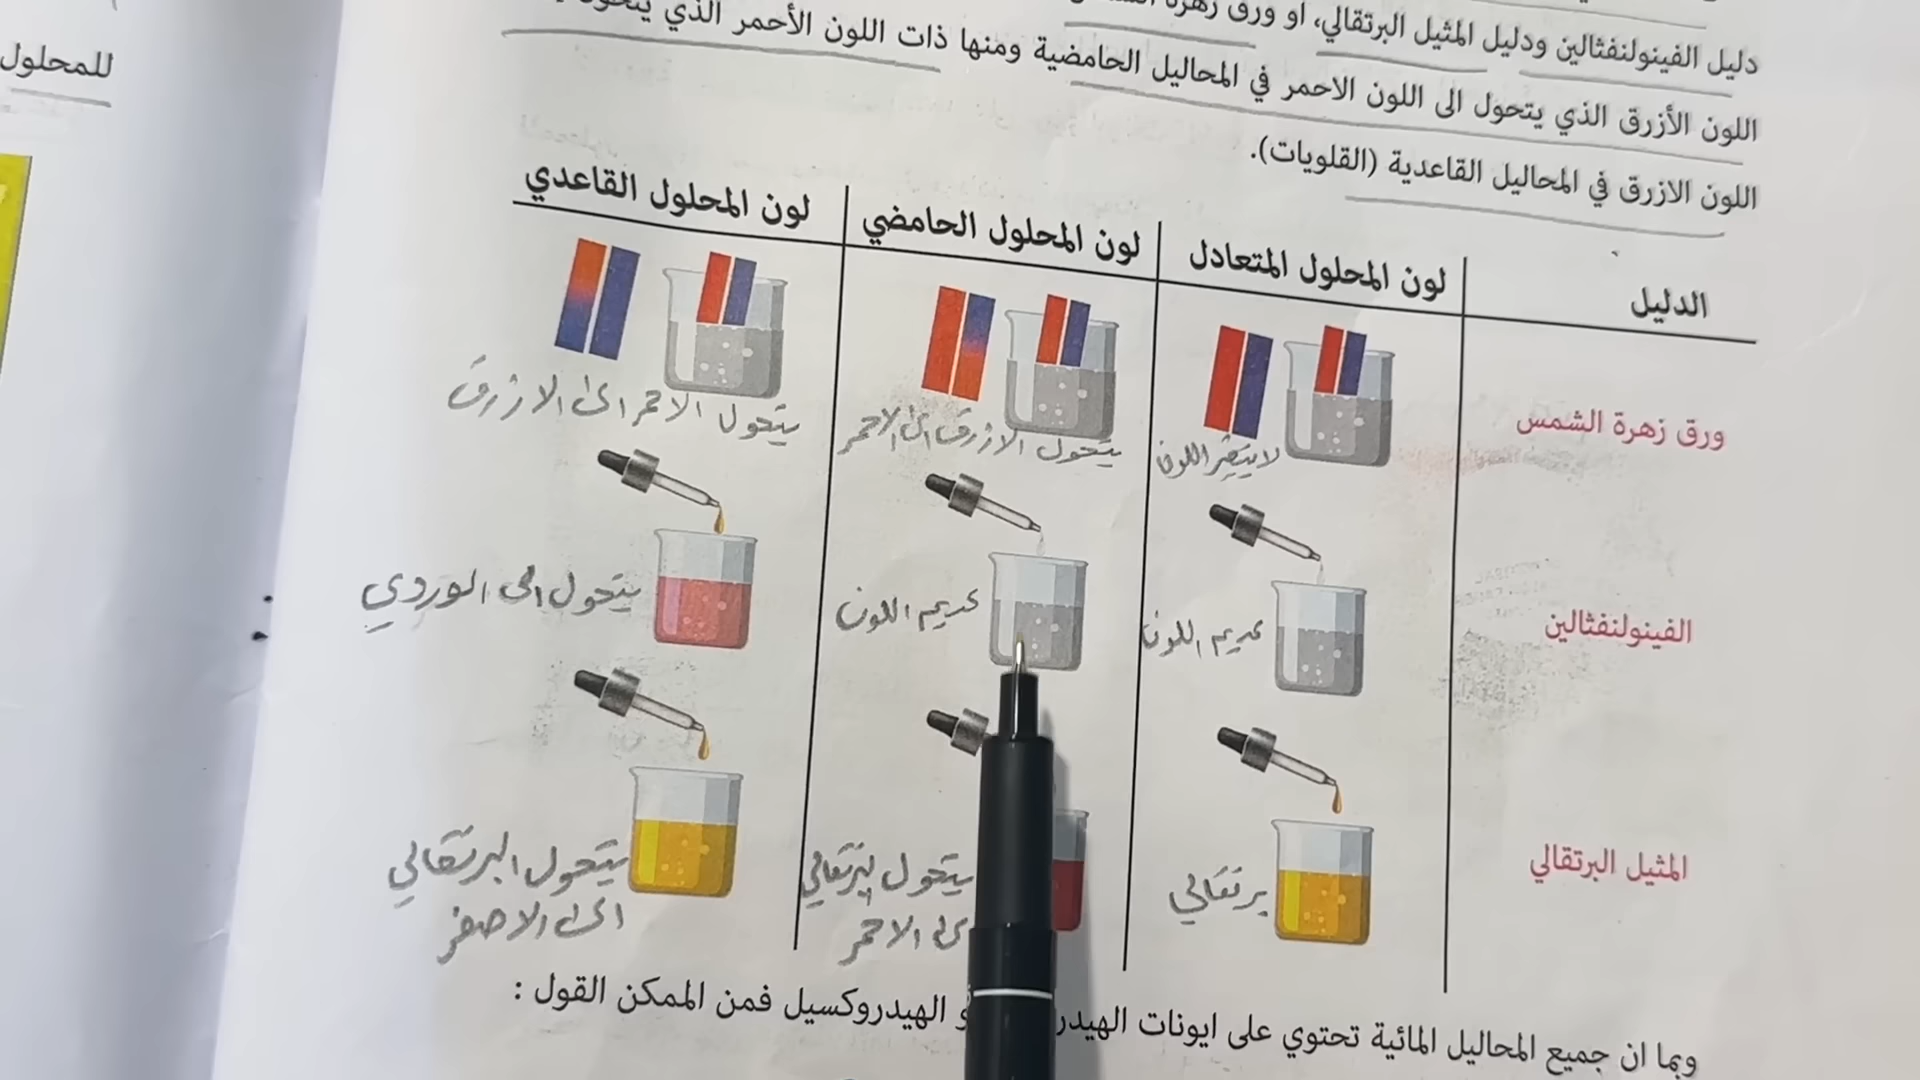 للمحلول
دليل الفينولنفثالين ودليل المثيل البرتقالي، او ورق زهرة
اللون الأزرق الذي يتحول الى اللون الاحمر في المحاليل الحامضية ومنها ذات اللون الأحمر الذي
اللون الازرق في المحاليل القاعدية (القلويات).
الدليل لون المحلول المتعادل لون المحلول الحامضي لون المحلول القاعدي
ورق زهرة الشمس
لا يتغير اللون
يتحول الازرق الى الاحمر
يتحول الاحمر الى الازرق
الفينولنفثالين
عديم اللون
عديم اللون
يتحول الى الوردي
المثيل البرتقالي
برتقالي
يتحول برتقالي
الاحمر
يتحول البرتقالي
الى الاصفر
وبما ان جميع المحاليل المائية تحتوي على ايونات الهيدروكسيل فمن الممكن القول :